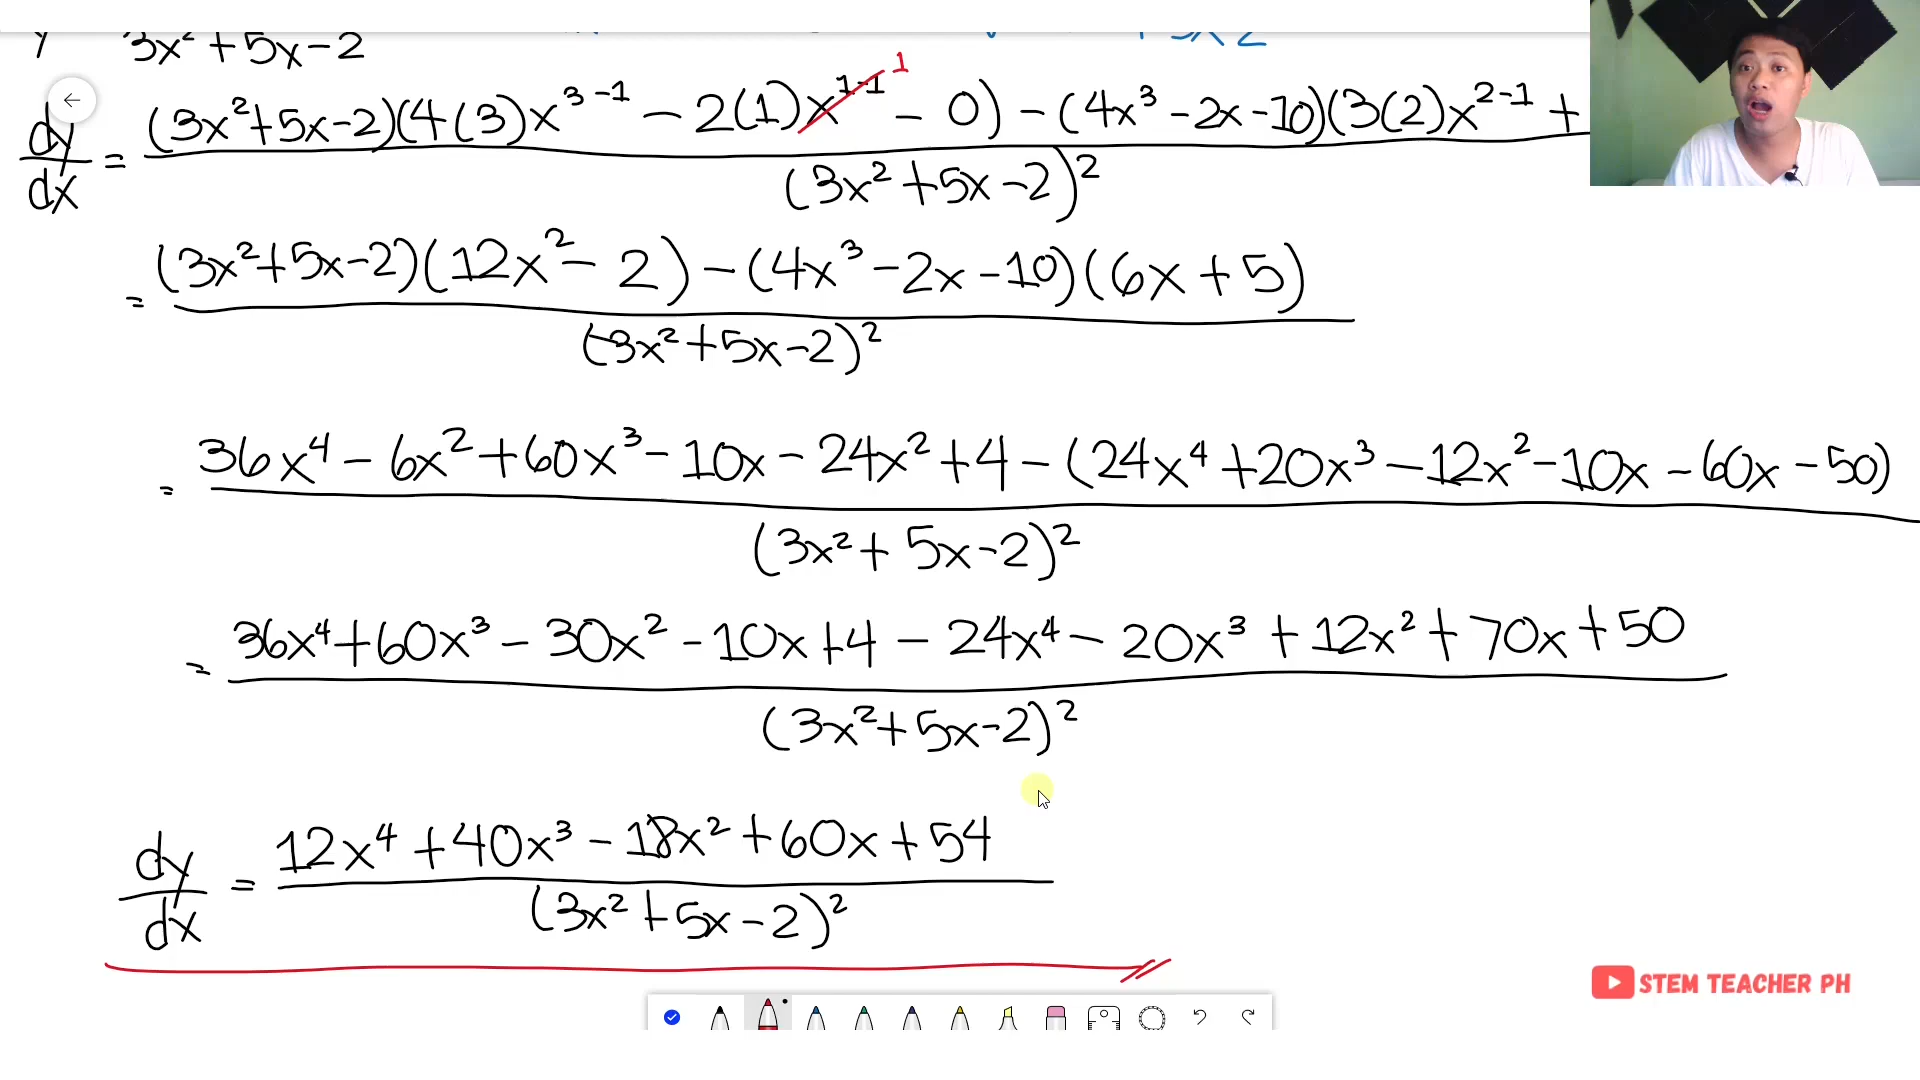 y 3x² + 5x - 2 + 5x 2
1
dy/dx = (3x²+5x-2)(4(3)x³⁻¹ - 2(1)x¹⁻¹ - 0) - (4x³-2x-10)(3(2)x²⁻¹ +
(3x²+5x-2)²
= (3x²+5x-2)(12x²-2) - (4x³-2x-10)(6x+5)
(3x²+5x-2)²
= 36x⁴ - 6x² + 60x³ - 10x - 24x² + 4 - (24x⁴ + 20x³ - 12x² - 10x - 60x - 50)
(3x² + 5x - 2)²
= 36x⁴ + 60x³ - 30x² - 10x + 4 - 24x⁴ - 20x³ + 12x² + 70x + 50
(3x²+5x-2)²
dy/dx = 12x⁴ + 40x³ - 18x² + 60x + 54
(3x² + 5x - 2)²
STEM TEACHER PH